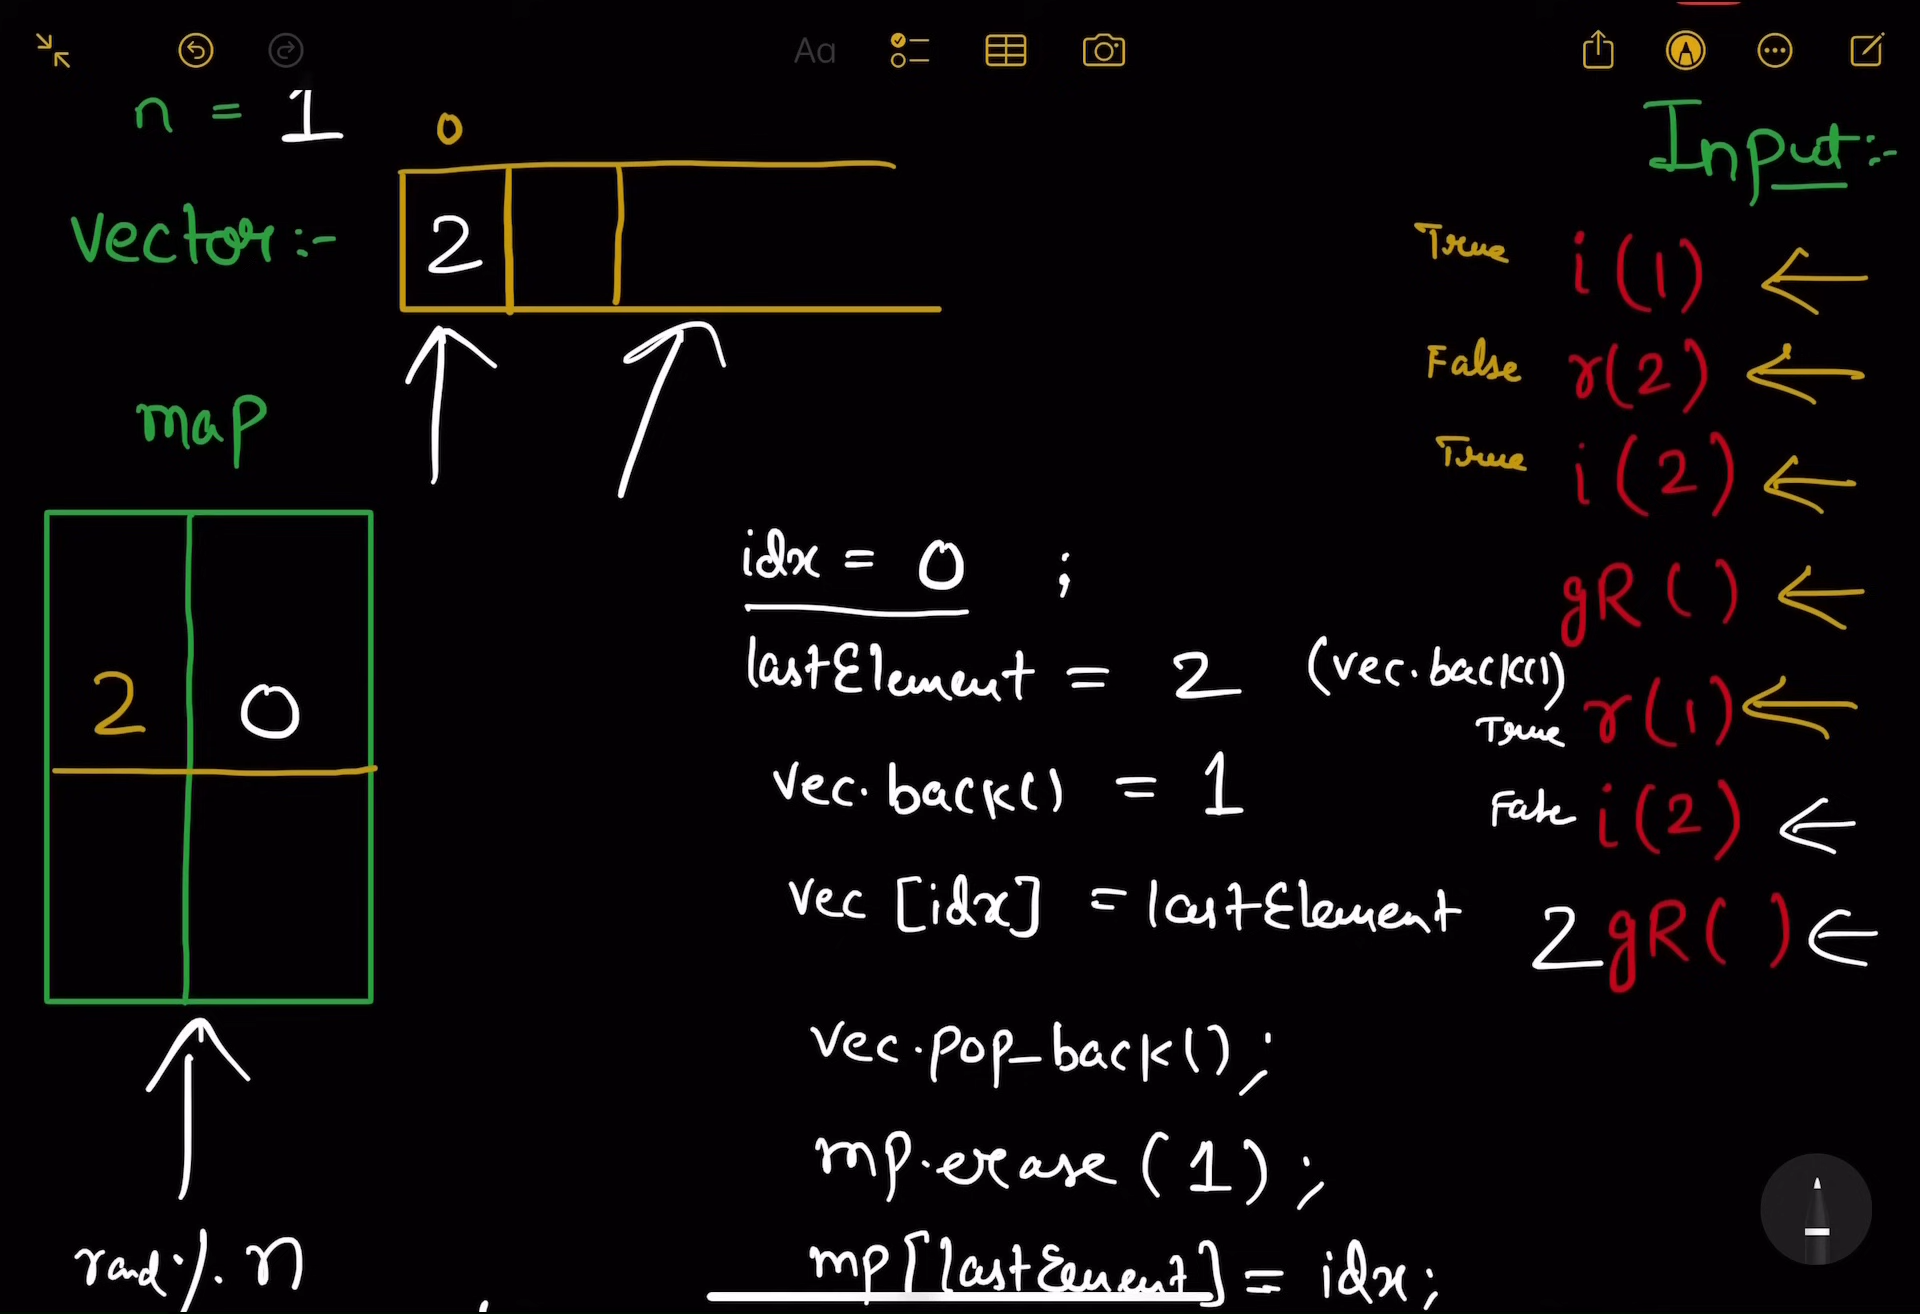 Aa
n = 1
0
Input:-
vector:-
2
True i(1)
False r(2)
map
True i(2)
idx = 0 ;
gR( )
lastElement = 2 (vec.back())
2 0
True r(1)
vec.back() = 1
False i(2)
vec [idx] = lastElement
2 gR( )
vec.pop_back();
mp.erase(1);
rand % n
mp[lastElement] = idx;